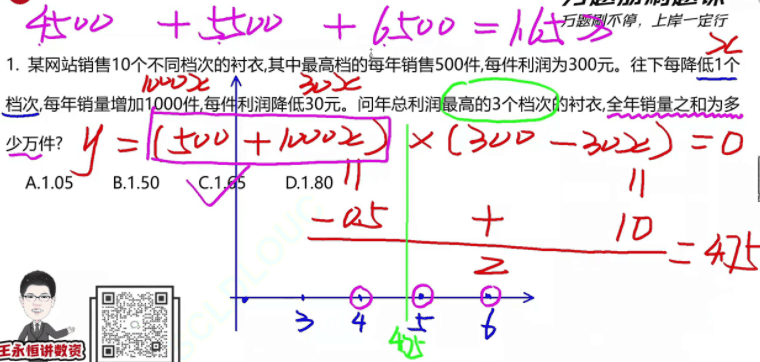 4500 + 5500 + 6500 = 1.65万
万题刷不停，上岸一定行
x
1. 某网站销售10个不同档次的衬衣,其中最高档的每年销售500件,每件利润为300元。往下每降低1个
1000x 30x
档次,每年销量增加1000件,每件利润降低30元。问年总利润最高的3个档次的衬衣,全年销量之和为多
少万件?
y = (500 + 1000x) × (300 - 30x) = 0
A.1.05 B.1.50 C.1.65 D.1.80
-0.5 + 10
2
= 4.75
3 4 5 6
4.75
王永恒讲数资